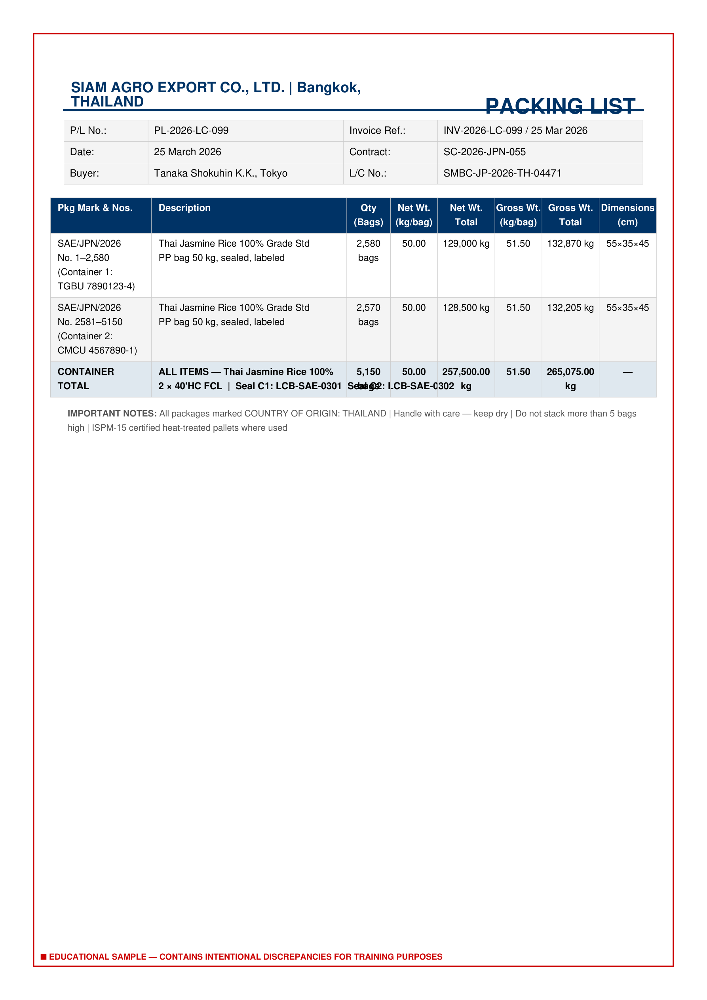 SIAM AGRO EXPORT CO., LTD. | Bangkok,
THAILAND
PACKING LIST
P/L No.: PL-2026-LC-099 Invoice Ref.: INV-2026-LC-099 / 25 Mar 2026
Date: 25 March 2026 Contract: SC-2026-JPN-055
Buyer: Tanaka Shokuhin K.K., Tokyo L/C No.: SMBC-JP-2026-TH-04471
Pkg Mark & Nos. Description Qty Net Wt. Net Wt. Gross Wt. Gross Wt. Dimensions
(Bags) (kg/bag) Total (kg/bag) Total (cm)
SAE/JPN/2026 Thai Jasmine Rice 100% Grade Std 2,580 50.00 129,000 kg 51.50 132,870 kg 55×35×45
No. 1–2,580 PP bag 50 kg, sealed, labeled bags
(Container 1:
TGBU 7890123-4)
SAE/JPN/2026 Thai Jasmine Rice 100% Grade Std 2,570 50.00 128,500 kg 51.50 132,205 kg 55×35×45
No. 2581–5150 PP bag 50 kg, sealed, labeled bags
(Container 2:
CMCU 4567890-1)
CONTAINER ALL ITEMS — Thai Jasmine Rice 100% 5,150 50.00 257,500.00 51.50 265,075.00 —
TOTAL 2 × 40'HC FCL | Seal C1: LCB-SAE-0301 Seal C2: LCB-SAE-0302 bags kg kg
IMPORTANT NOTES: All packages marked COUNTRY OF ORIGIN: THAILAND | Handle with care — keep dry | Do not stack more than 5 bags
high | ISPM-15 certified heat-treated pallets where used
■ EDUCATIONAL SAMPLE — CONTAINS INTENTIONAL DISCREPANCIES FOR TRAINING PURPOSES